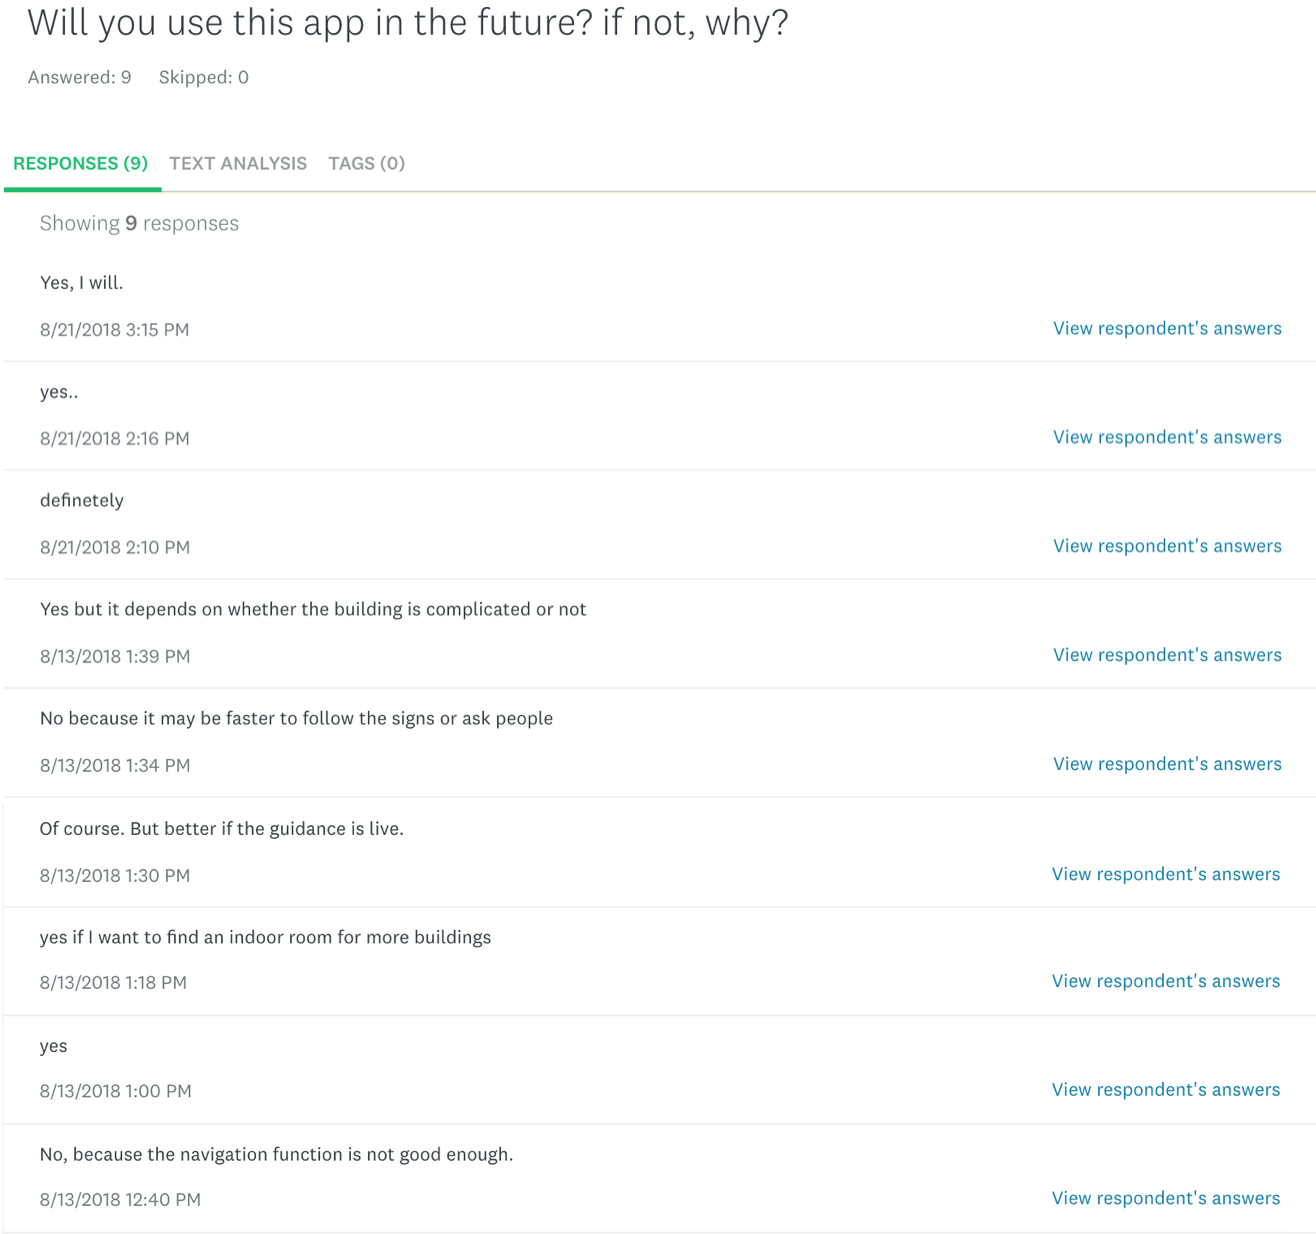 Will you use this app in the future? if not, why?
Answered: 9 Skipped: 0
RESPONSES (9) TEXT ANALYSIS TAGS (0)
Showing 9 responses
Yes, I will.
8/21/2018 3:15 PM View respondent's answers
yes..
8/21/2018 2:16 PM View respondent's answers
definetely
8/21/2018 2:10 PM View respondent's answers
Yes but it depends on whether the building is complicated or not
8/13/2018 1:39 PM View respondent's answers
No because it may be faster to follow the signs or ask people
8/13/2018 1:34 PM View respondent's answers
Of course. But better if the guidance is live.
8/13/2018 1:30 PM View respondent's answers
yes if I want to find an indoor room for more buildings
8/13/2018 1:18 PM View respondent's answers
yes
8/13/2018 1:00 PM View respondent's answers
No, because the navigation function is not good enough.
8/13/2018 12:40 PM View respondent's answers